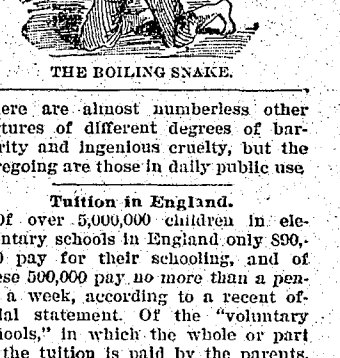 THE BOILING SNAKE.
ere are almost numberless other
tures of different degrees of bar-
rity and ingenious cruelty, but the
regoing are those in daily public use.
Tuition in England.
Of over 5,000,000 children in ele-
ntary schools in England only 890,-
0 pay for their schooling, and of
ese 500,000 pay no more than a pen-
a week, according to a recent of-
ial statement. Of the "voluntary
ools," in which the whole or part
the tuition is paid by the parents,